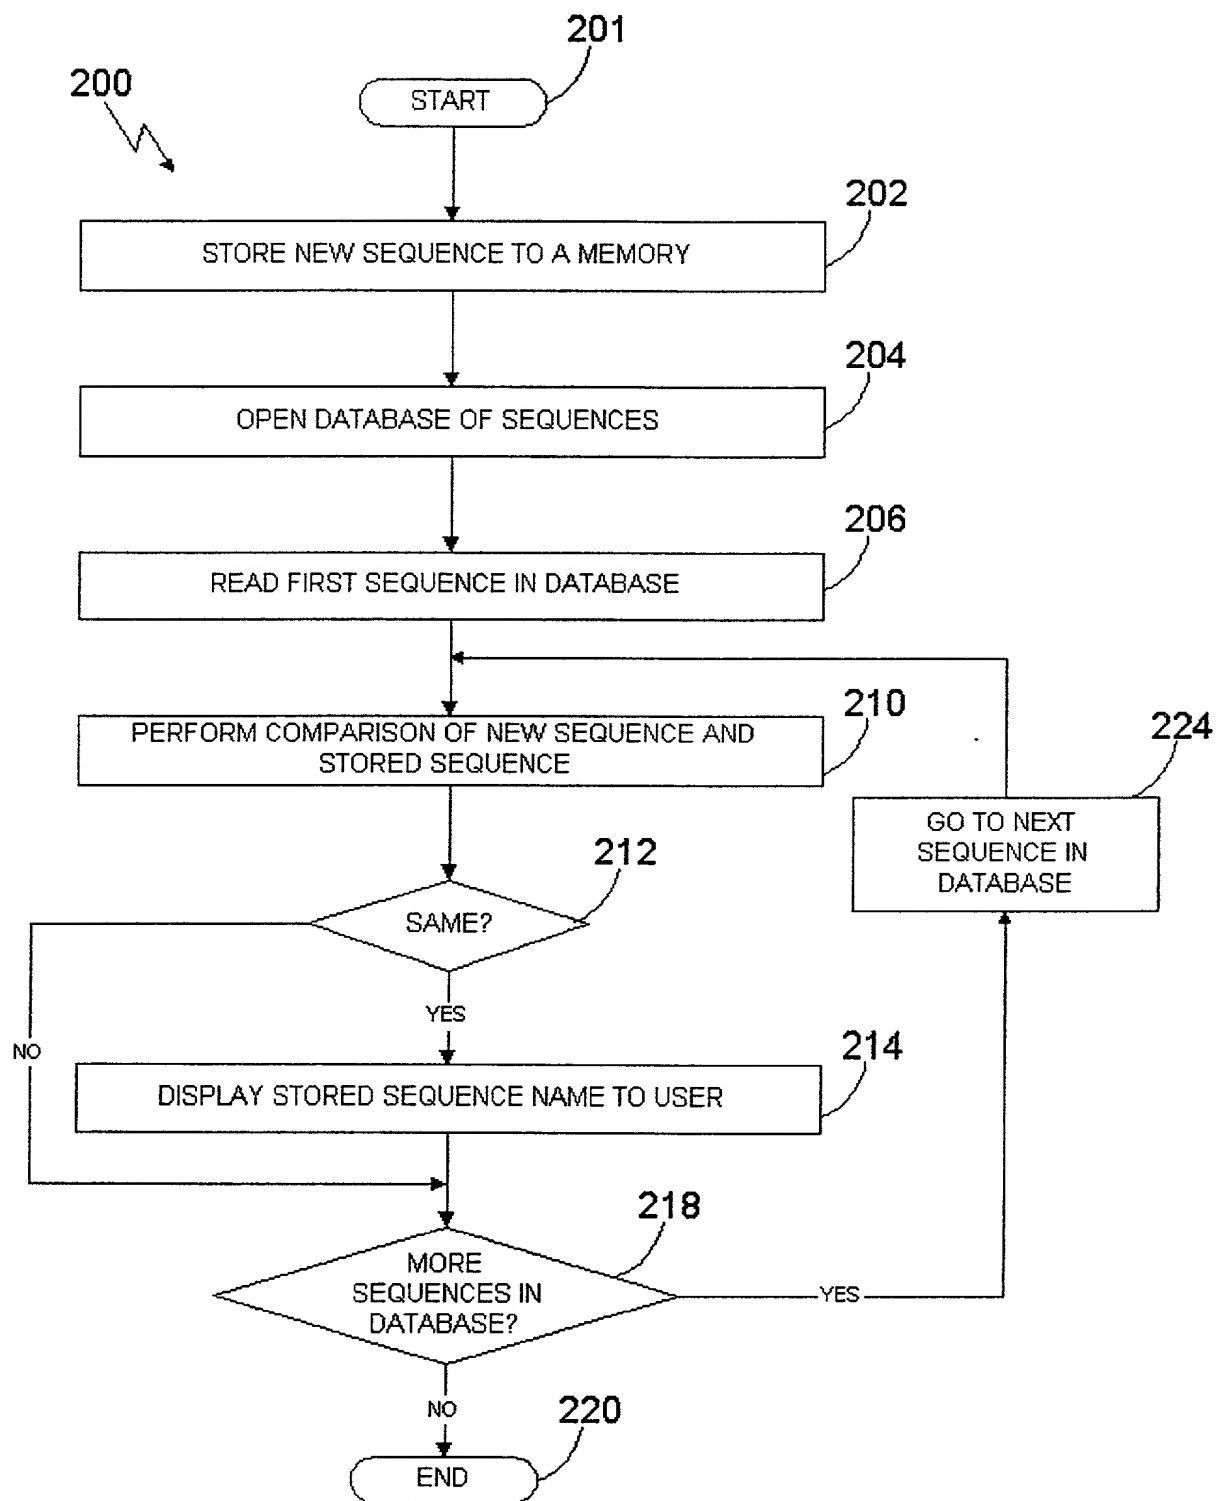 201
200
START
202
STORE NEW SEQUENCE TO A MEMORY
204
OPEN DATABASE OF SEQUENCES
206
READ FIRST SEQUENCE IN DATABASE
210
PERFORM COMPARISON OF NEW SEQUENCE AND
STORED SEQUENCE
224
GO TO NEXT
SEQUENCE IN
DATABASE
212
SAME?
YES
NO
214
DISPLAY STORED SEQUENCE NAME TO USER
218
MORE
SEQUENCES IN
DATABASE?
YES
NO
220
END